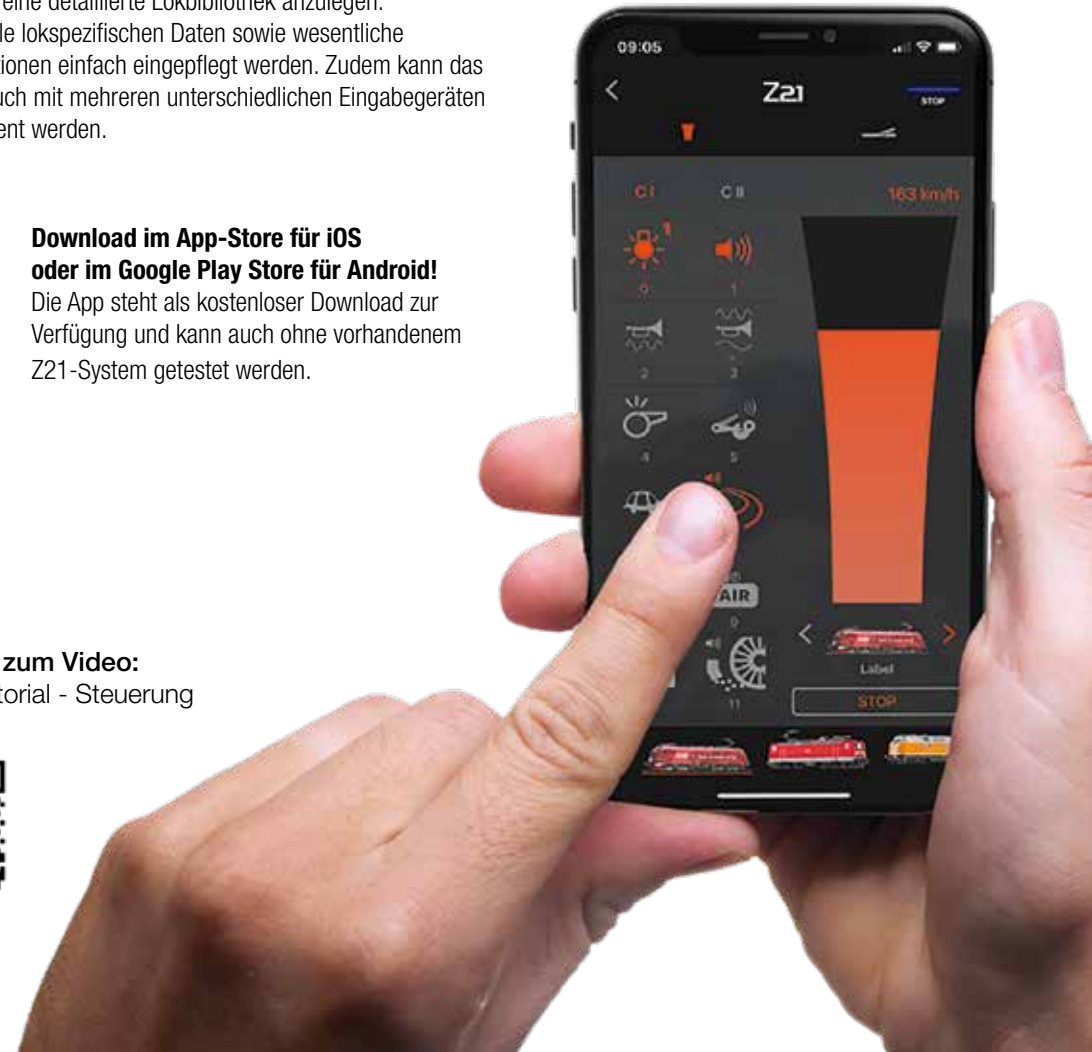 eine detaillierte Lokbibliothek anzulegen.
le lokspezifischen Daten sowie wesentliche
tionen einfach eingepflegt werden. Zudem kann das
uch mit mehreren unterschiedlichen Eingabegeräten
ent werden.
Download im App-Store für iOS
oder im Google Play Store für Android!
Die App steht als kostenloser Download zur
Verfügung und kann auch ohne vorhandenem
Z21-System getestet werden.
zum Video:
torial - Steuerung
09:05
Z21
STOP
C I C II 163 km/h
1
0 1
2 3
4 5
AIR
9
Label
11
STOP